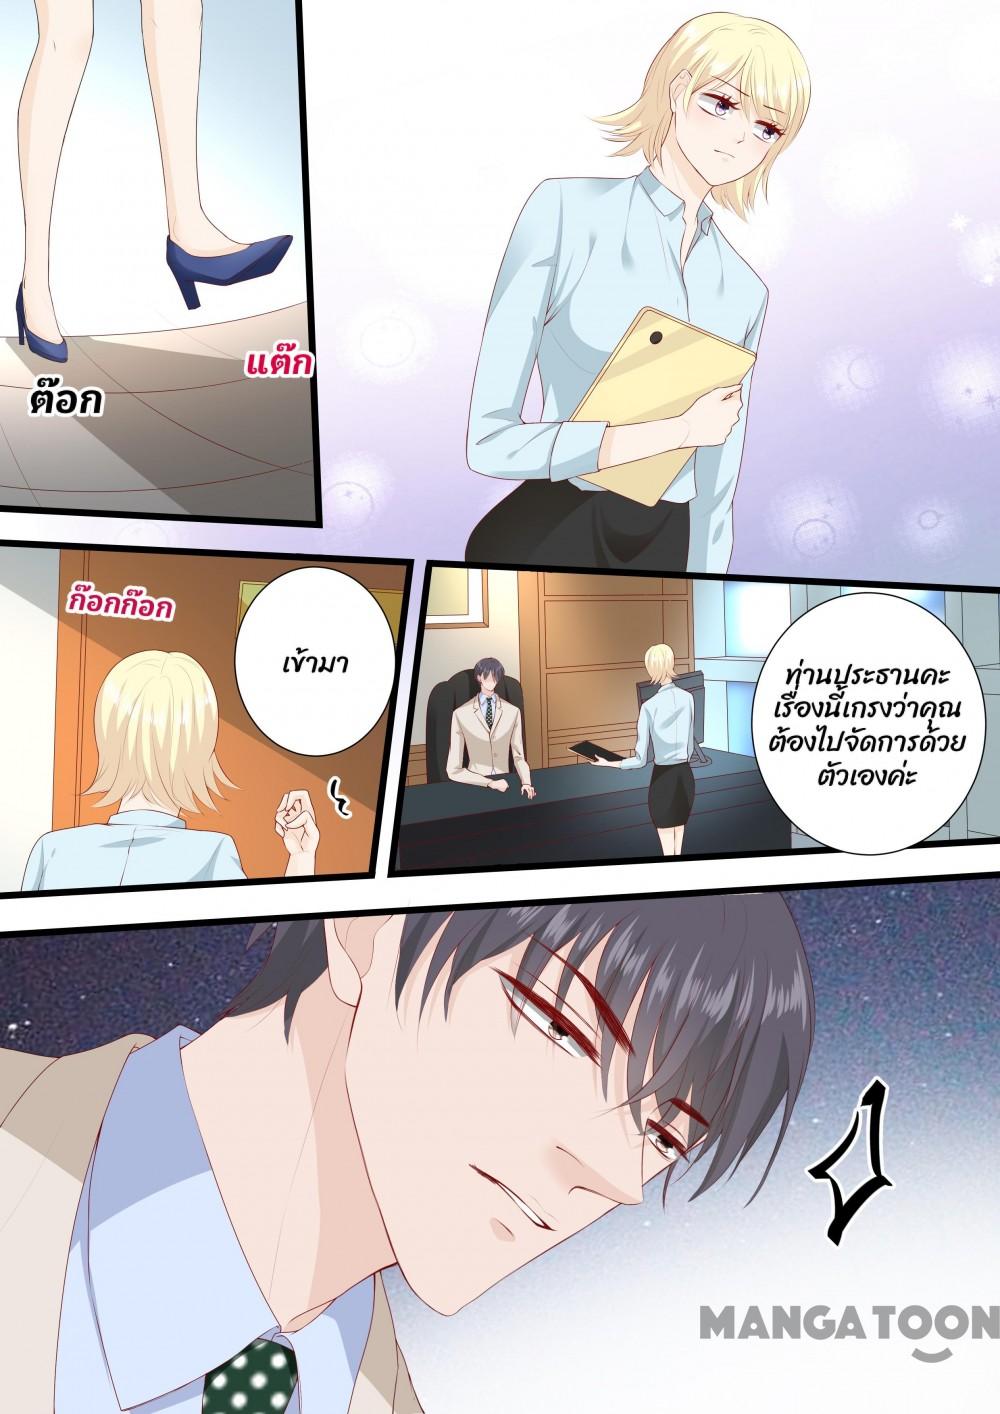 แต๊ก
ต๊อก
ก๊อกก๊อก
เข้ามา
ท่านประธานคะ
เรื่องนี้เกรงว่าคุณ
ต้องไปจัดการด้วย
ตัวเองค่ะ
MANGATOON